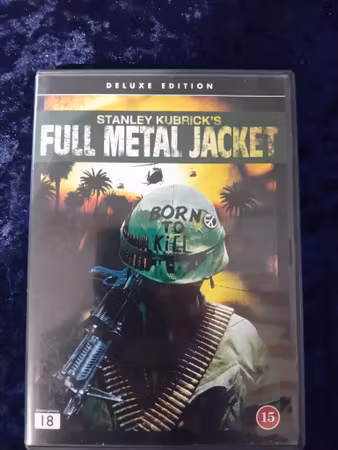 DELUXE EDITION
STANLEY KUBRICK'S
FULL METAL JACKET
BORN
TO
KiLL
18
15